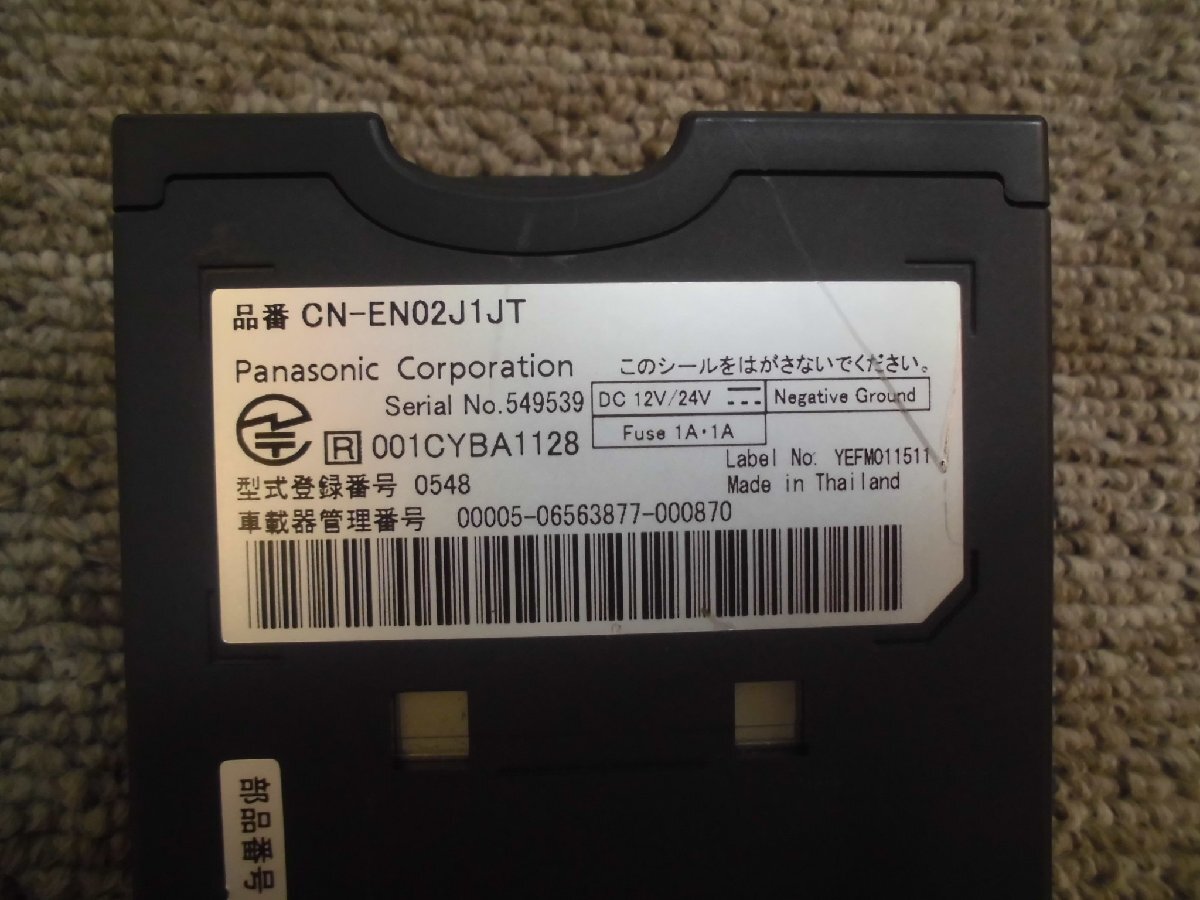 品番 CN-EN02J1JT
Panasonic Corporation
このシールをはがさないでください。
Serial No.549539
DC 12V/24V
Negative Ground
Fuse 1A・1A
R 001CYBA1128
Label No. YEFM011511
型式登録番号 0548
Made in Thailand
車載器管理番号 00005-06563877-000870
部品番号